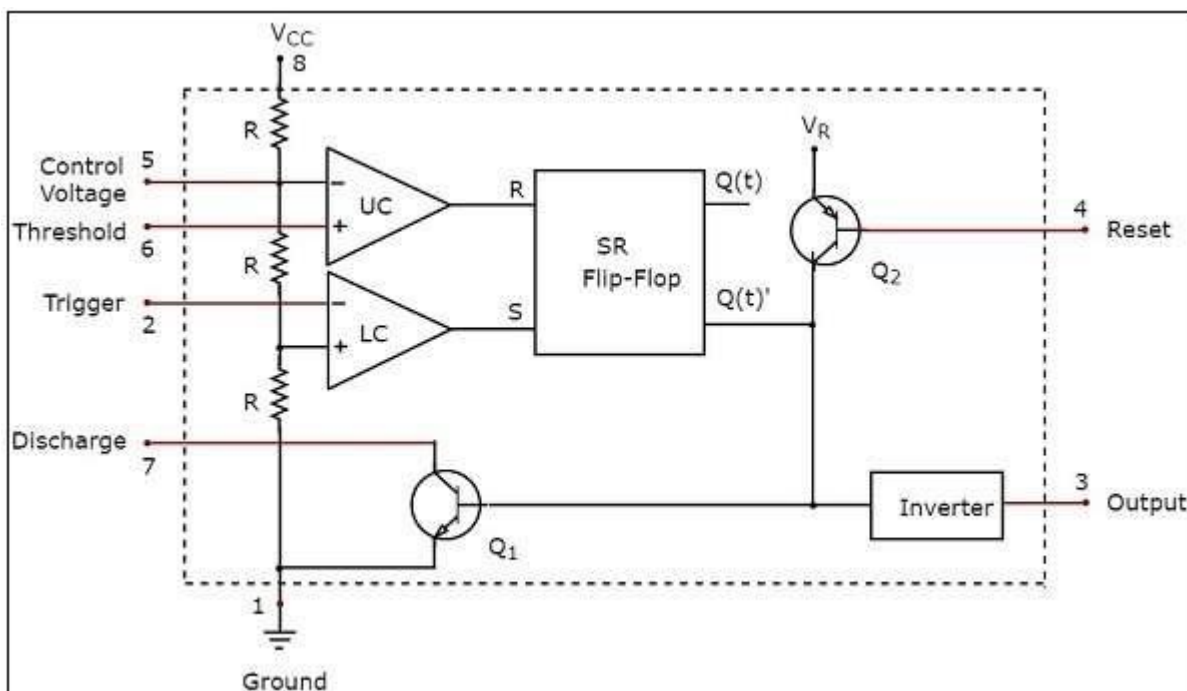 VCC
8
R
VR
5
Control
Voltage
UC
R
Q(t)
4
Threshold
6
Reset
R
SR
Flip-Flop
Q2
Trigger
2
LC
S
Q(t)'
R
Discharge
7
3
Inverter
Output
Q1
1
Ground